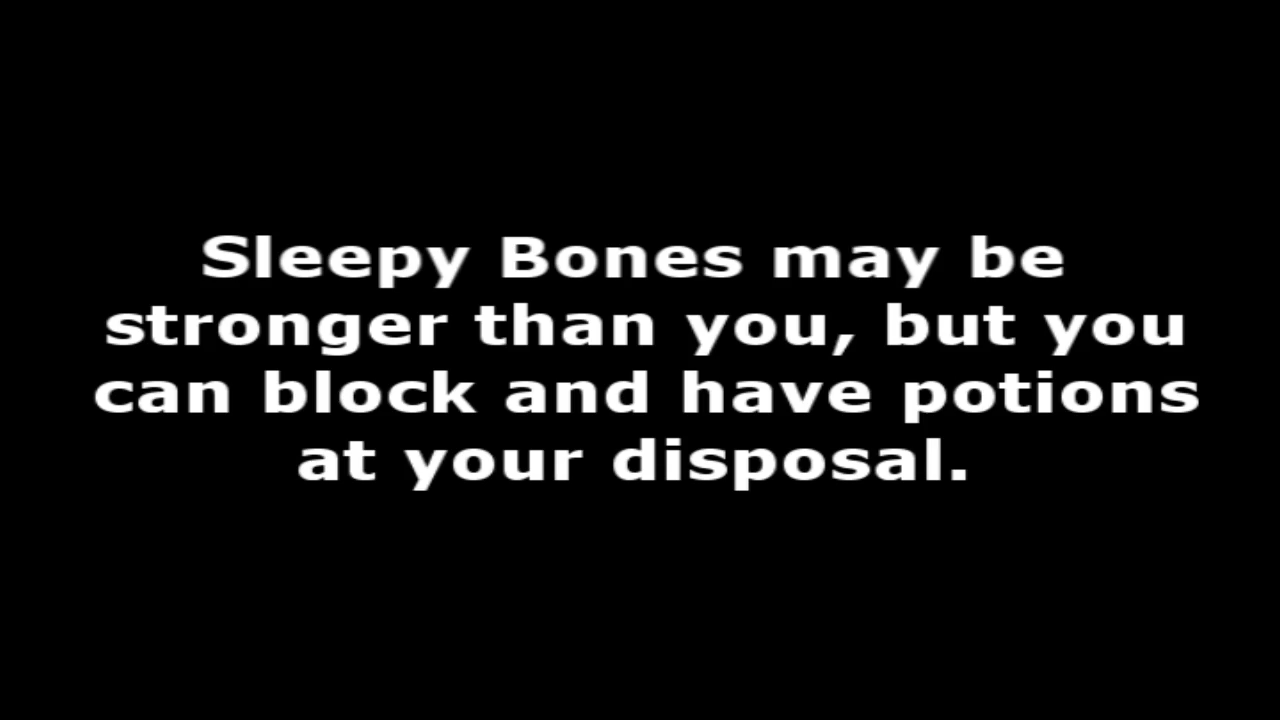 Sleepy Bones may be
stronger than you, but you
can block and have potions
at your disposal.